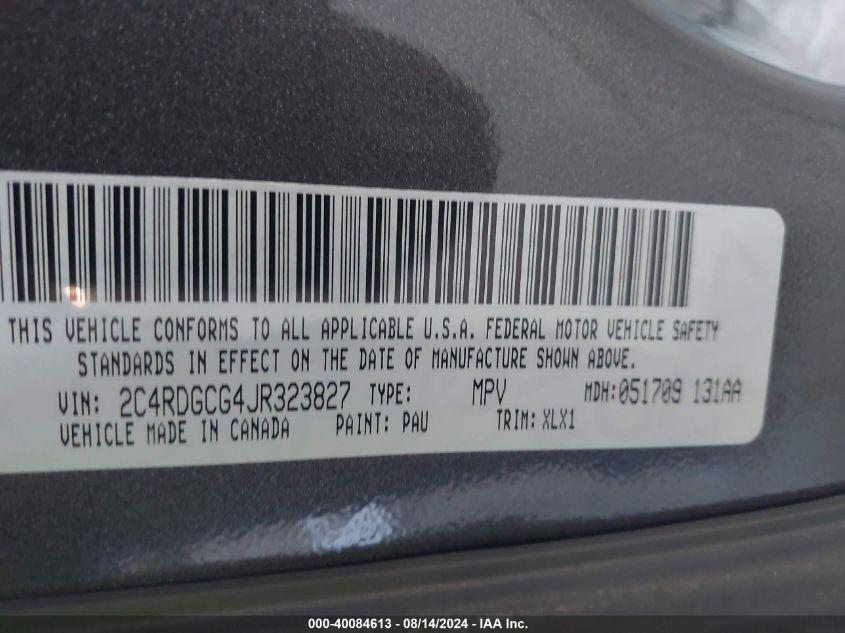 THIS VEHICLE CONFORMS TO ALL APPLICABLE U.S.A. FEDERAL MOTOR VEHICLE SAFETY
STANDARDS IN EFFECT ON THE DATE OF MANUFACTURE SHOWN ABOVE.
VIN: 2C4RDGCG4JR323827 TYPE: MPV MDH:051709 131AA
VEHICLE MADE IN CANADA PAINT: PAU TRIM: XLX1
000-40084613 - 08/14/2024 - IAA Inc.